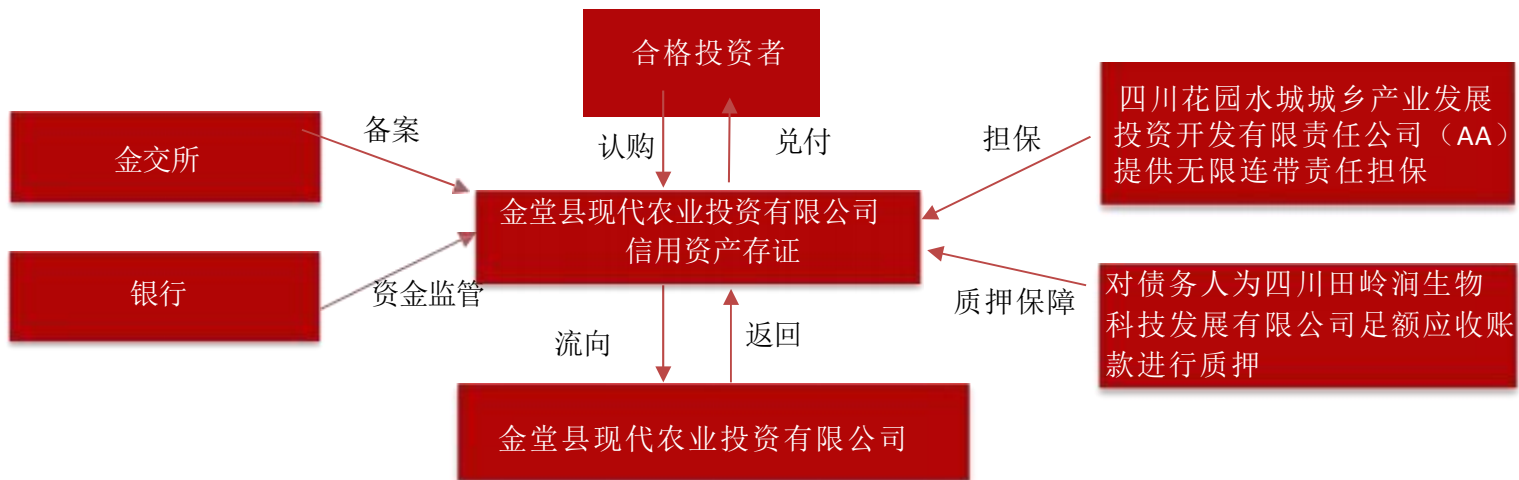 合格投资者
四川花园水城城乡产业发展
投资开发有限责任公司（AA）
提供无限连带责任担保
金交所
备案
认购
兑付
担保
金堂县现代农业投资有限公司
信用资产存证
银行
资金监管
质押保障
对债务人为四川田岭涧生物
科技发展有限公司足额应收账
款进行质押
流向
返回
金堂县现代农业投资有限公司